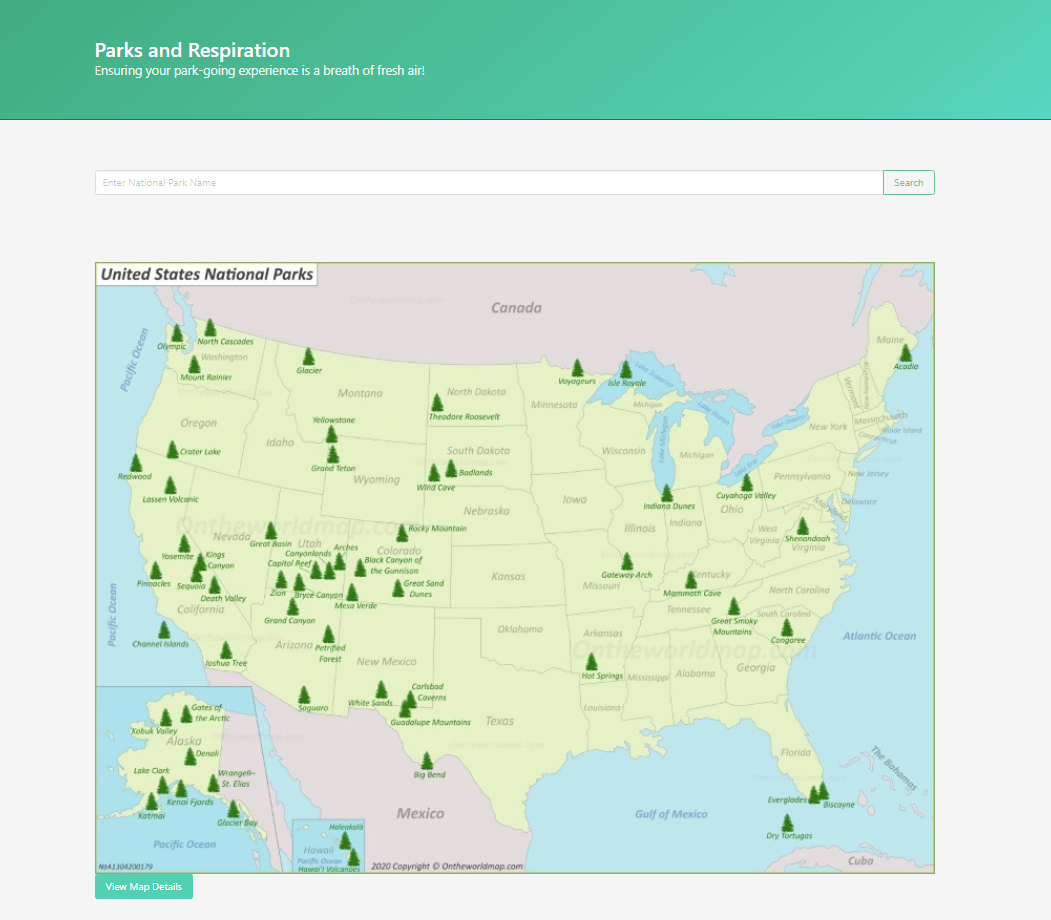 Parks and Respiration
Ensuring your park-going experience is a breath of fresh air!
Enter National Park Name
Search
United States National Parks
Canada
Pacific Ocean
Olympic
North Cascades
Washington
Mount Rainier
Glacier
Montana
North Dakota
Theodore Roosevelt
Voyageurs
Isle Royale
Lake Superior
Minnesota
Michigan
Lake Huron
Maine
Acadia
Vermont
New Hampshire
Massachusetts
Rhode Island
Connecticut
New York
Lake Ontario
Oregon
Crater Lake
Idaho
Yellowstone
Grand Teton
Wyoming
South Dakota
Badlands
Wind Cave
Wisconsin
Lake Michigan
Michigan
Lake Erie
Pennsylvania
New Jersey
Redwood
Lassen Volcanic
Nebraska
Iowa
Indiana Dunes
Cuyahoga Valley
Ohio
Maryland
Delaware
Ontheworldmap.com
Nevada
Great Basin
Utah
Rocky Mountain
Colorado
Illinois
Indiana
West
Virginia
Shenandoah
Virginia
Yosemite
Kings
Canyon
Canyonlands
Arches
Capitol Reef
Black Canyon of
the Gunnison
Pinnacles
Sequoia
Death Valley
Zion
Bryce Canyon
Mesa Verde
Great Sand
Dunes
Kansas
Missouri
Gateway Arch
Kentucky
Mammoth Cave
North Carolina
California
Grand Canyon
Pacific Ocean
Channel Islands
Joshua Tree
Arizona
Petrified
Forest
New Mexico
Oklahoma
Arkansas
Tennessee
Great Smoky
Mountains
South Carolina
Congaree
Atlantic Ocean
Ontheworldmap.com
Hot Springs
Mississippi
Alabama
Georgia
Saguaro
White Sands
Carlsbad
Caverns
Guadalupe Mountains
Texas
Louisiana
Big Bend
Florida
The Bahamas
Everglades
Biscayne
Dry Tortugas
Gulf of Mexico
Mexico
Cuba
Gates of
the Arctic
Kobuk Valley
Alaska
Denali
Lake Clark
Wrangell–
St. Elias
Kenai Fjords
Katmai
Glacier Bay
Pacific Ocean
Haleakalā
Hawaii
Pacific Ocean
Hawai'i Volcanoes
2020 Copyright © Ontheworldmap.com
View Map Details